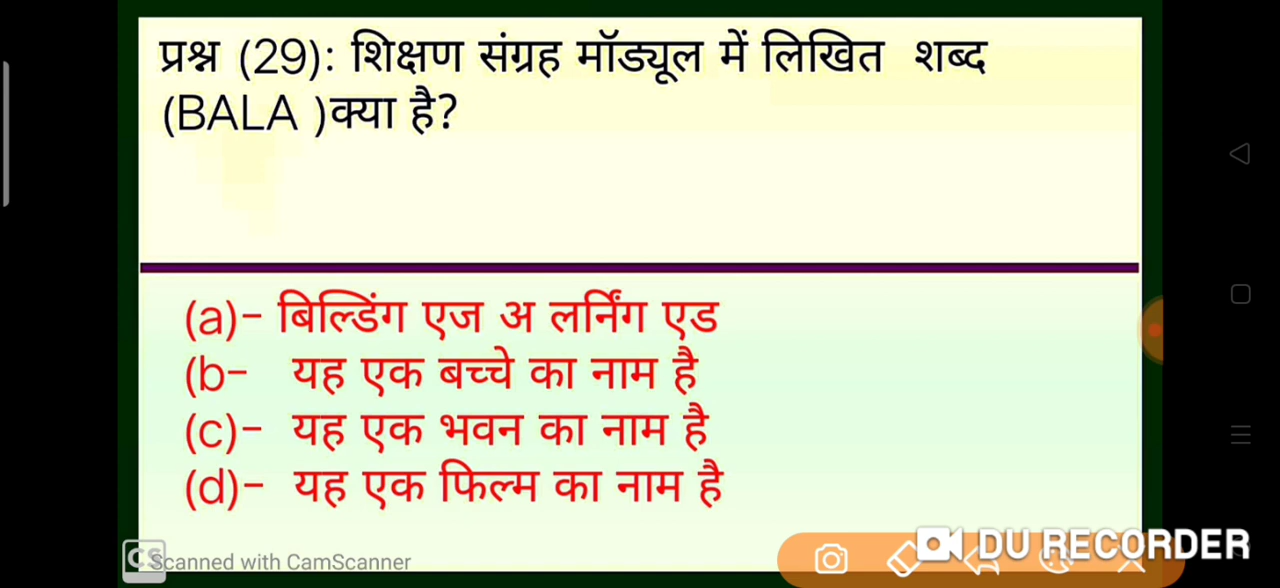 प्रश्न (29): शिक्षण संग्रह मॉड्यूल में लिखित शब्द
(BALA )क्या है?
(a)- बिल्डिंग एज अ लर्निंग एड
(b- यह एक बच्चे का नाम है
(c)- यह एक भवन का नाम है
(d)- यह एक फिल्म का नाम है
CS Scanned with CamScanner
DU RECORDER